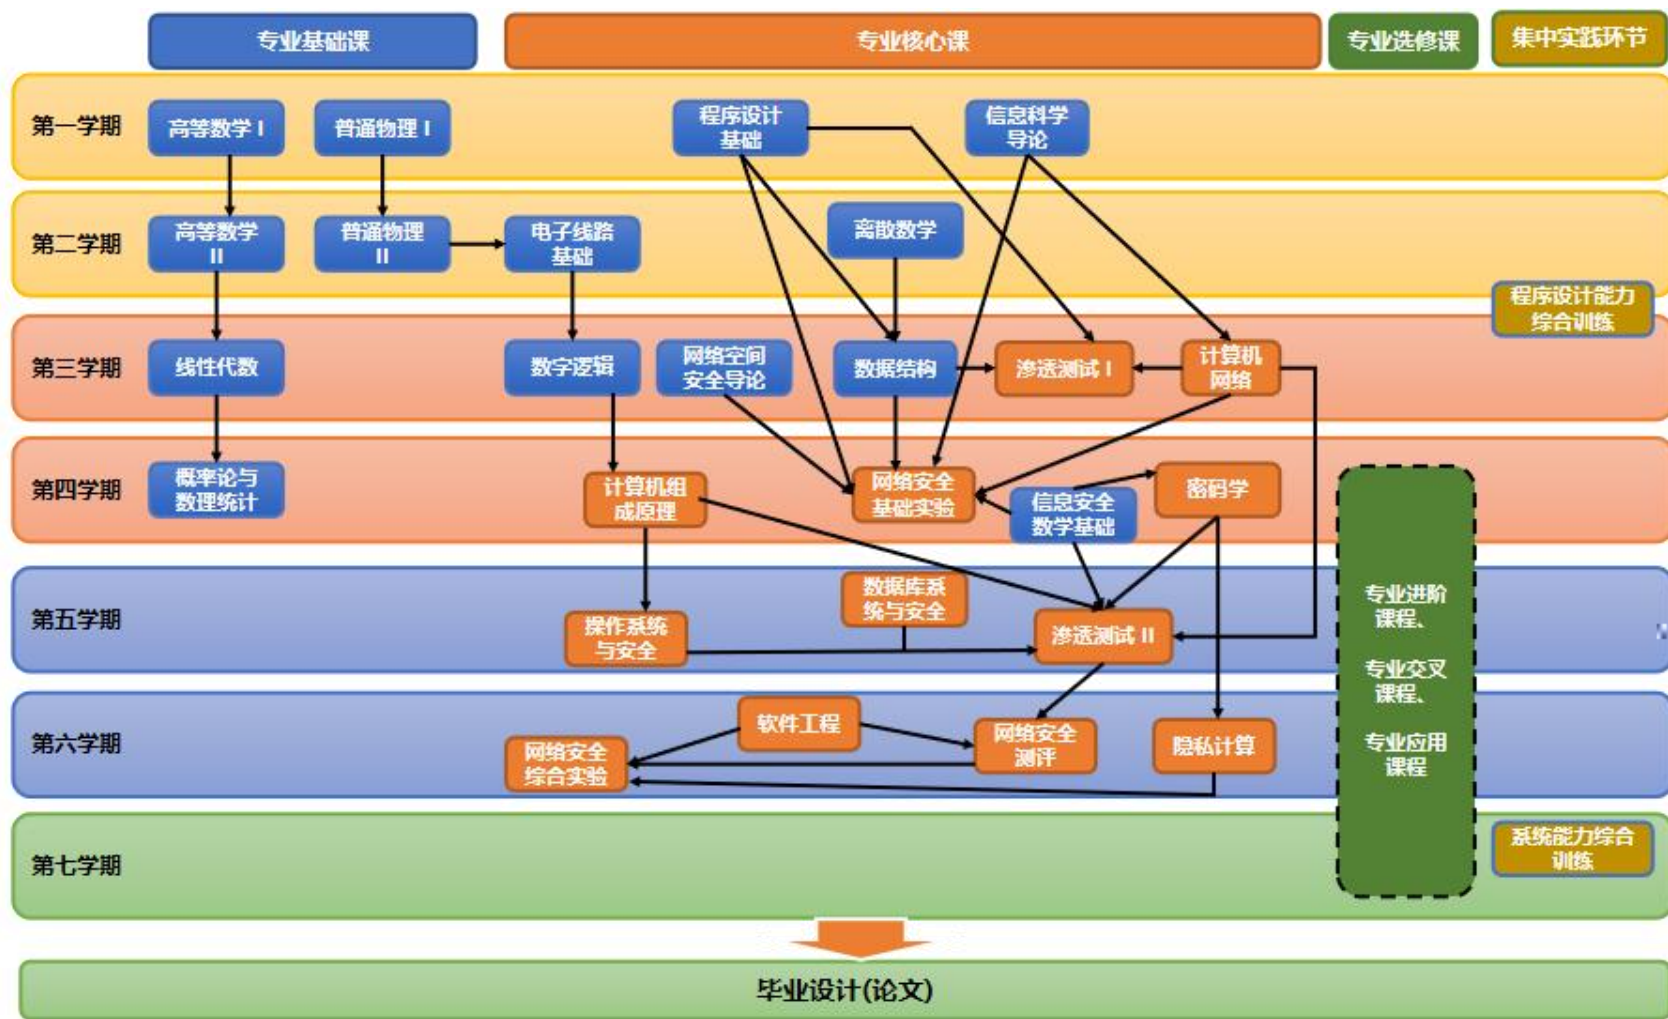 专业基础课
专业核心课
专业选修课
集中实践环节
第一学期
高等数学 I
普通物理 I
程序设计
基础
信息科学
导论
第二学期
高等数学
II
普通物理
II
电子线路
基础
离散数学
程序设计能力
综合训练
第三学期
线性代数
数字逻辑
网络空间
安全导论
数据结构
渗透测试 I
计算机
网络
第四学期
概率论与
数理统计
计算机组
成原理
网络安全
基础实验
信息安全
数学基础
密码学
第五学期
操作系统
与安全
数据库系
统与安全
渗透测试 II
专业进阶
课程、
专业交叉
课程、
专业应用
课程
第六学期
网络安全
综合实验
软件工程
网络安全
测评
隐私计算
第七学期
系统能力综合
训练
毕业设计(论文)